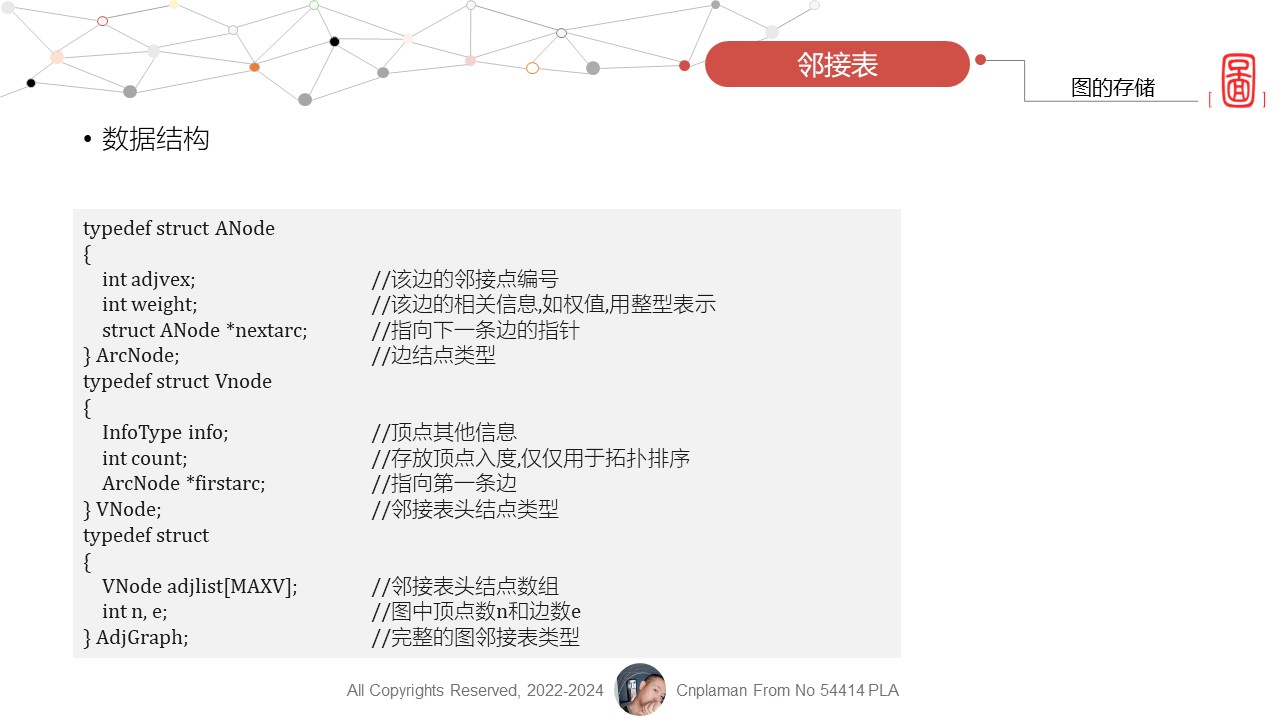 邻接表
图的存储
[图]
• 数据结构
typedef struct ANode
{
int adjvex; //该边的邻接点编号
int weight; //该边的相关信息,如权值,用整型表示
struct ANode *nextarc; //指向下一条边的指针
} ArcNode; //边结点类型
typedef struct Vnode
{
InfoType info; //顶点其他信息
int count; //存放顶点入度,仅仅用于拓扑排序
ArcNode *firstarc; //指向第一条边
} VNode; //邻接表头结点类型
typedef struct
{
VNode adjlist[MAXV]; //邻接表头结点数组
int n, e; //图中顶点数n和边数e
} AdjGraph; //完整的图邻接表类型
All Copyrights Reserved, 2022-2024 Cnplaman From No 54414 PLA